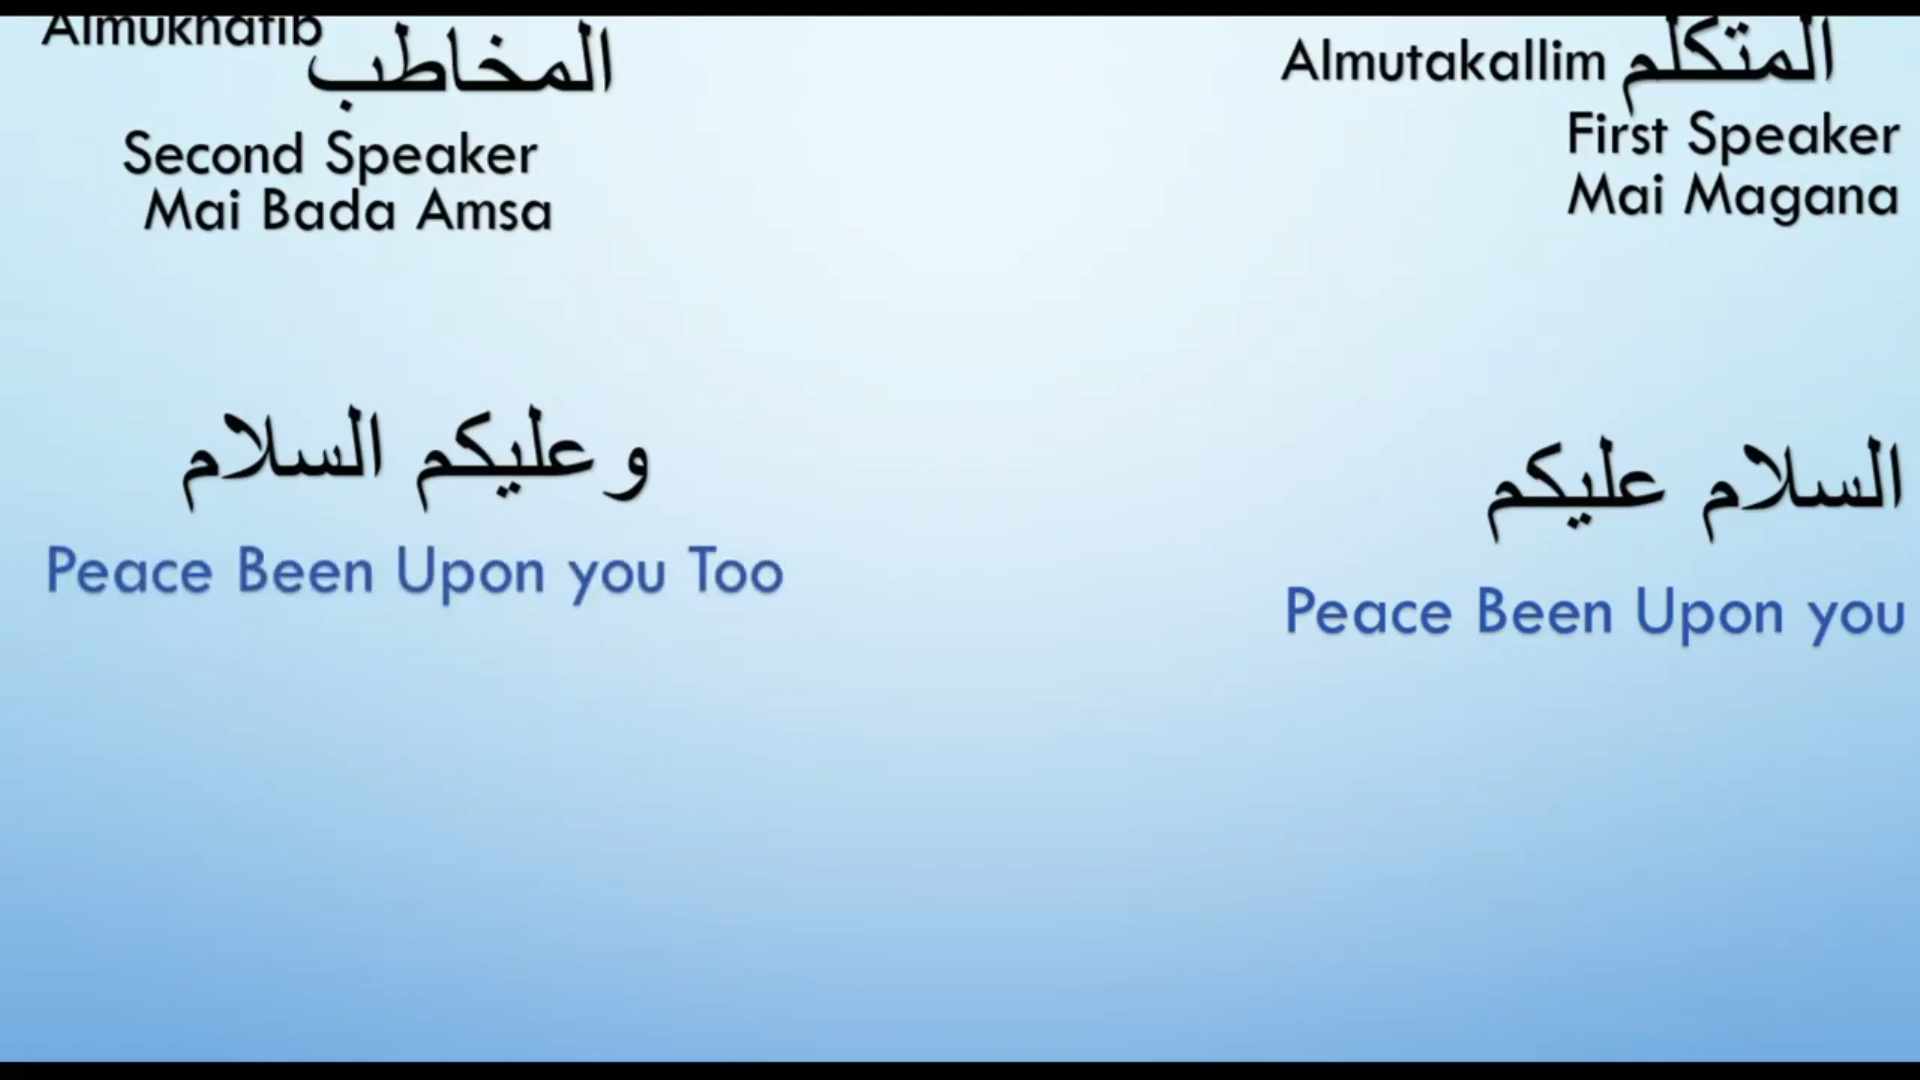 المتكلم Almutakallim
First Speaker
Mai Magana
السلام عليكم
Peace Been Upon you
Almukhatib المخاطب
Second Speaker
Mai Bada Amsa
وعليكم السلام
Peace Been Upon you Too